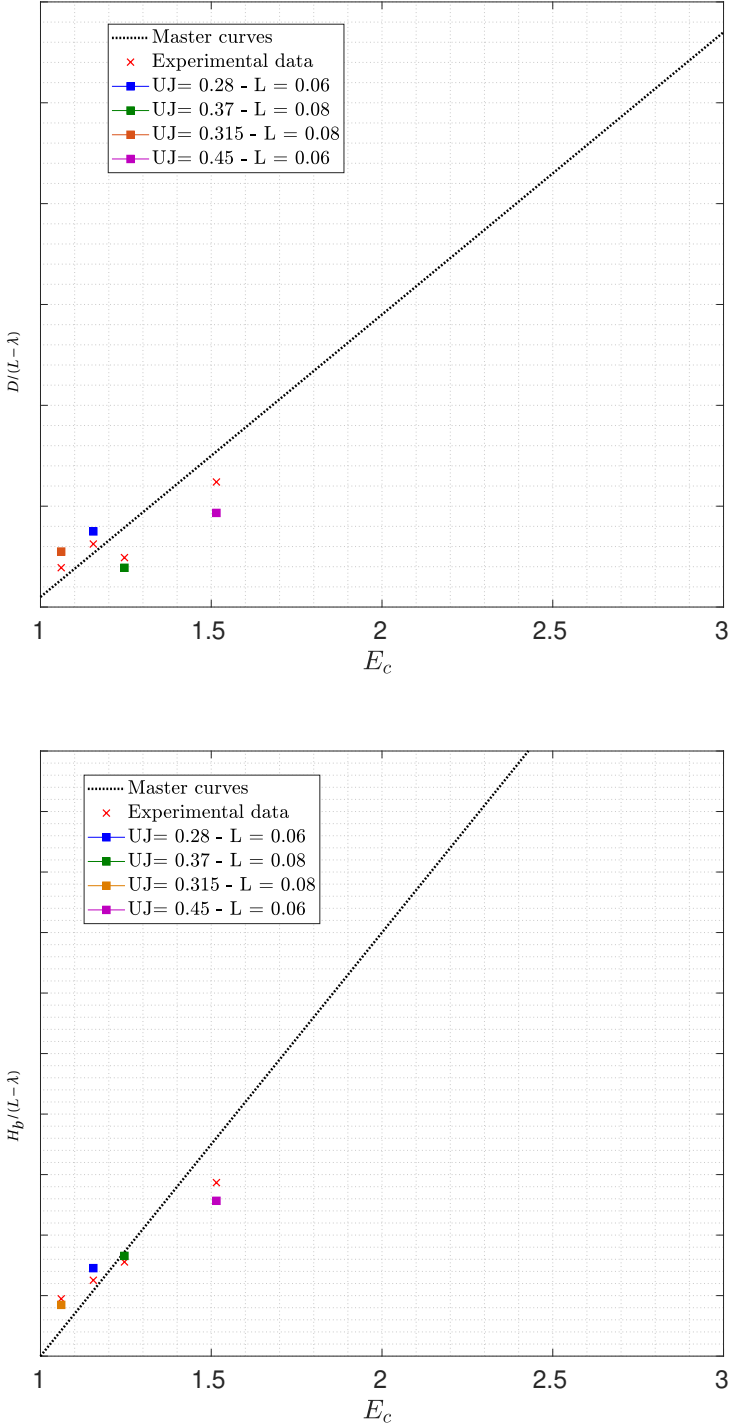 Master curves
Experimental data
UJ= 0.28 - L = 0.06
UJ= 0.37 - L = 0.08
UJ= 0.315 - L = 0.08
UJ= 0.45 - L = 0.06
D/(L-λ)
1 1.5 2 2.5 3
E_c
Master curves
Experimental data
UJ= 0.28 - L = 0.06
UJ= 0.37 - L = 0.08
UJ= 0.315 - L = 0.08
UJ= 0.45 - L = 0.06
H_b/(L-λ)
1 1.5 2 2.5 3
E_c